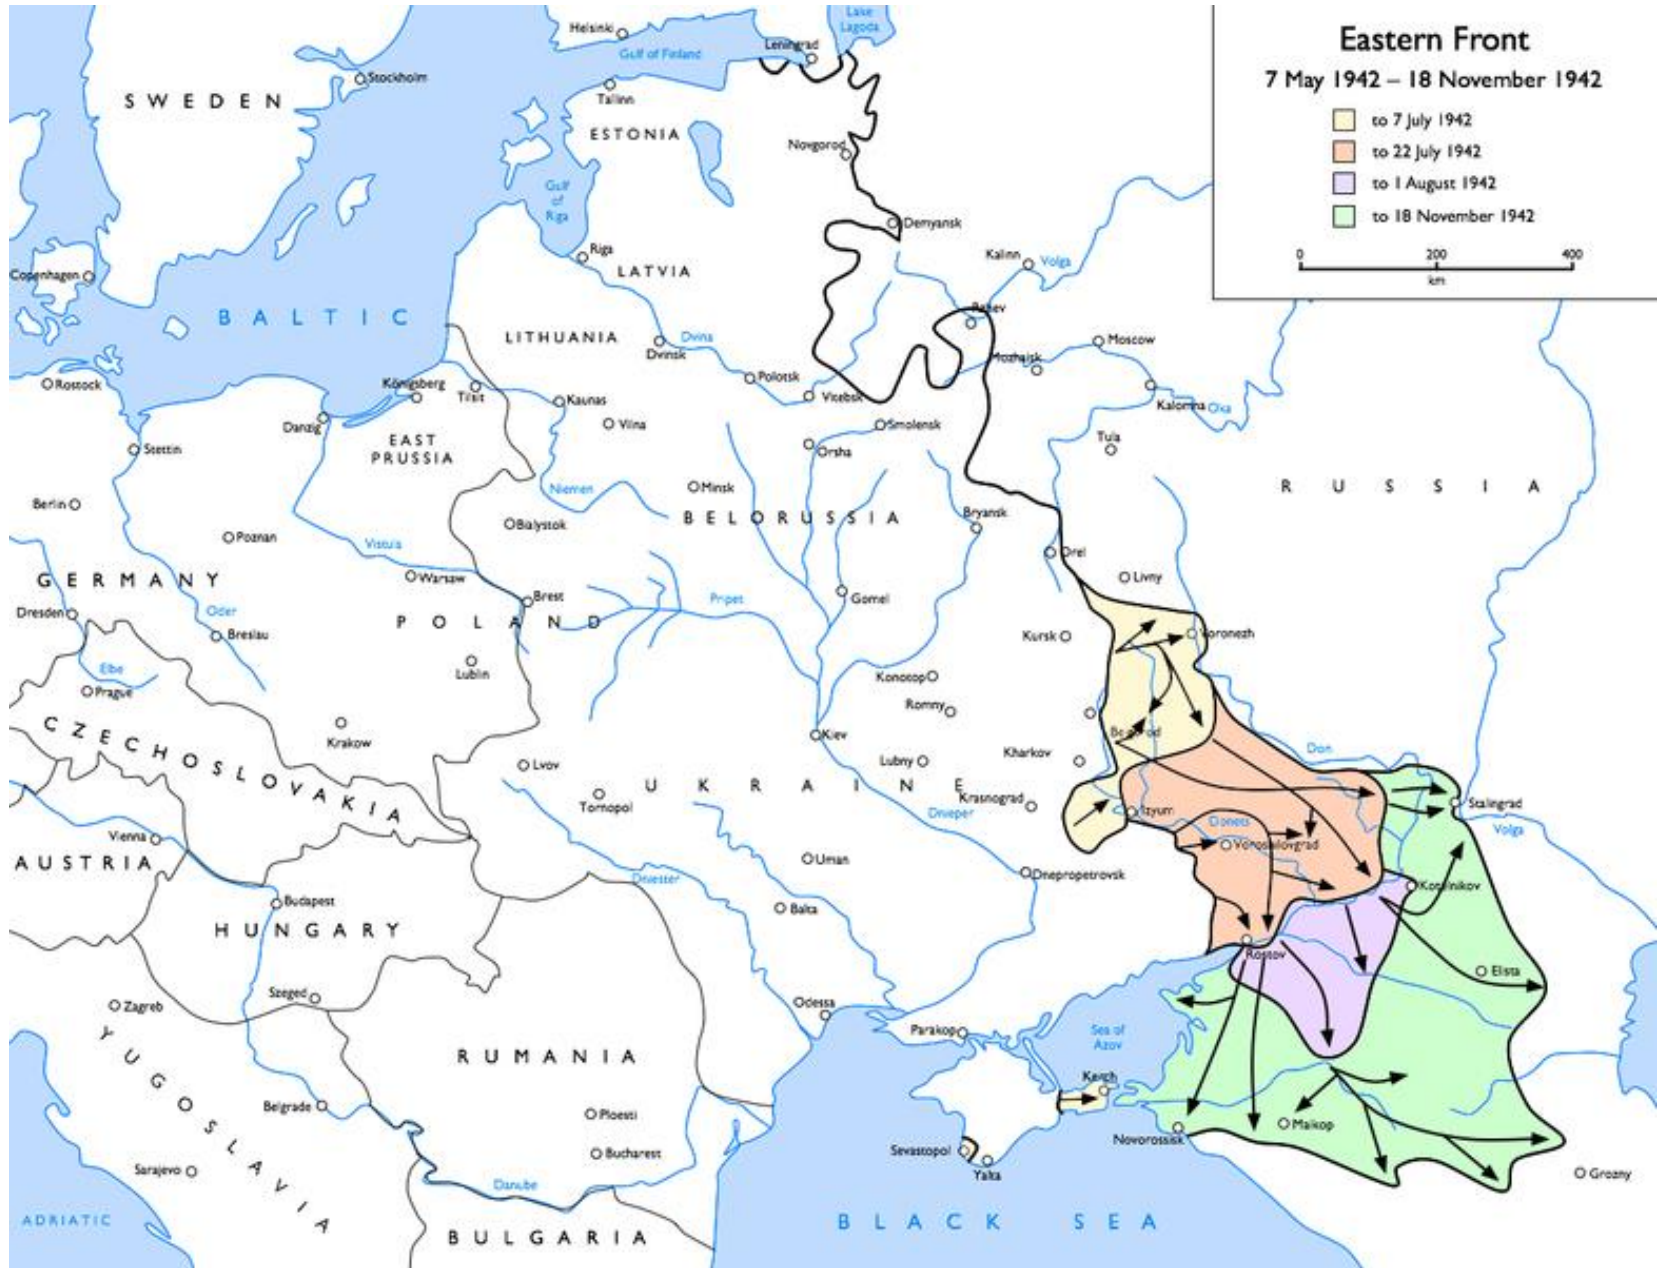 Eastern Front
7 May 1942 – 18 November 1942
to 7 July 1942
to 22 July 1942
to 1 August 1942
to 18 November 1942
0 200 400
km
Lake
Lagoda
Helsinki
Gulf of Finland
Leningrad
Stockholm
SWEDEN
Tallinn
ESTONIA
Novgorod
Gulf
of
Riga
Demyansk
Riga
LATVIA
Kalinn
Volga
Copenhagen
BALTIC
LITHUANIA
Dvina
Dvinsk
Mozhaisk
Moscow
Rostock
Königsberg
Tilsit
Kaunas
Polotsk
Vitebsk
Kalomna
Oka
Danzig
Vilna
Smolensk
EAST
PRUSSIA
Stettin
Orsha
Tula
Niemen
Minsk
RUSSIA
Berlin
Bialystok
BELORUSSIA
Bryansk
Poznan
Vistula
Warsaw
Orel
Livny
GERMANY
Dresden
Oder
Brest
Pripet
Gomel
POLAND
Breslau
Kursk
Voronezh
Elbe
Prague
Lublin
Konotop
Romny
CZECHOSLOVAKIA
Krakow
Kiev
Lvov
Lubny
Kharkov
Don
UKRAINE
Tornopol
Krasnograd
Dnieper
Izyum
Donets
Stalingrad
Volga
Vienna
AUSTRIA
Uman
Voroshilovgrad
Dniester
Dnepropetrovsk
Kotelnikov
Budapest
HUNGARY
Balta
Rostov
Elista
Szeged
Zagreb
Odessa
Parakop
Sea of
Azov
YUGOSLAVIA
RUMANIA
Kerch
Belgrade
Ploesti
Maikop
Novorossisk
Bucharest
Sevastopol
Yalta
Sarajevo
Grozny
Danube
ADRIATIC
BULGARIA
BLACK SEA